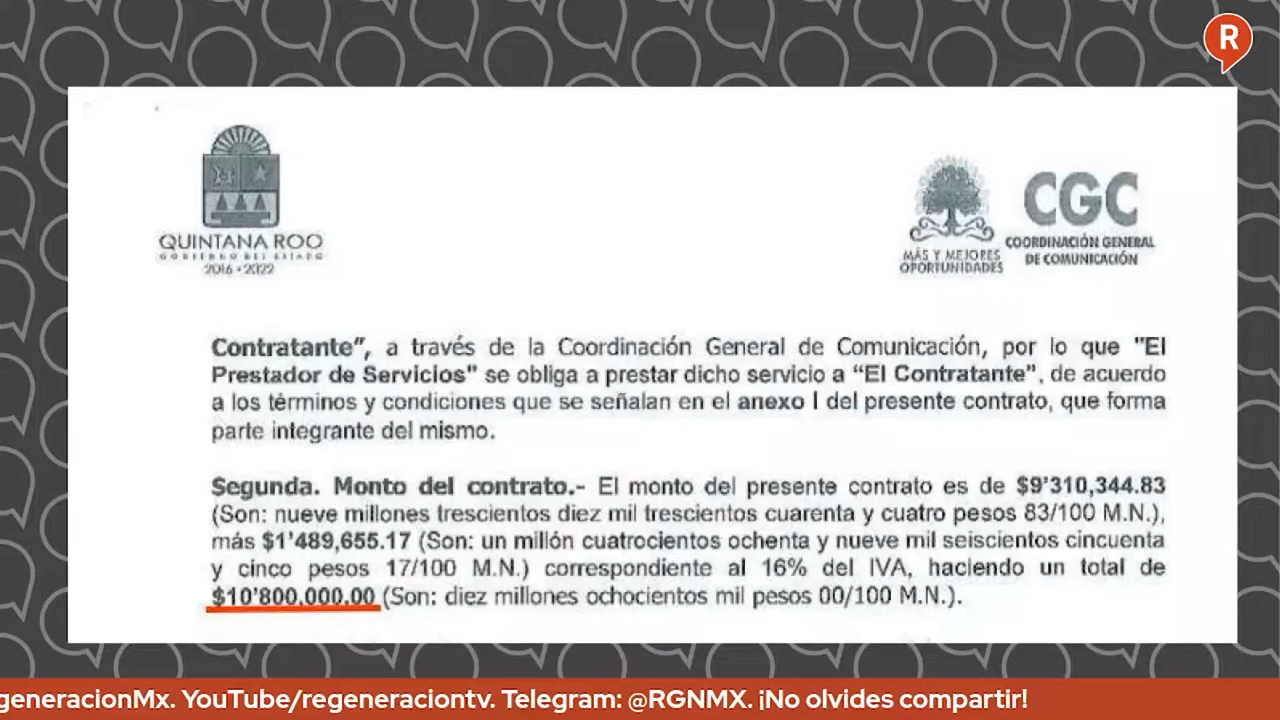 R
QUINTANA ROO
GOBIERNO DEL ESTADO
2016 • 2022
MÁS Y MEJORES
OPORTUNIDADES
CGC
COORDINACIÓN GENERAL
DE COMUNICACIÓN
Contratante”, a través de la Coordinación General de Comunicación, por lo que "El
Prestador de Servicios" se obliga a prestar dicho servicio a “El Contratante”, de acuerdo
a los términos y condiciones que se señalan en el anexo I del presente contrato, que forma
parte integrante del mismo.
Segunda. Monto del contrato.- El monto del presente contrato es de $9’310,344.83
(Son: nueve millones trescientos diez mil trescientos cuarenta y cuatro pesos 83/100 M.N.),
más $1’489,655.17 (Son: un millón cuatrocientos ochenta y nueve mil seiscientos cincuenta
y cinco pesos 17/100 M.N.) correspondiente al 16% del IVA, haciendo un total de
$10’800,000.00 (Son: diez millones ochocientos mil pesos 00/100 M.N.).
generacionMx. YouTube/regeneraciontv. Telegram: @RGNMX. ¡No olvides compartir!